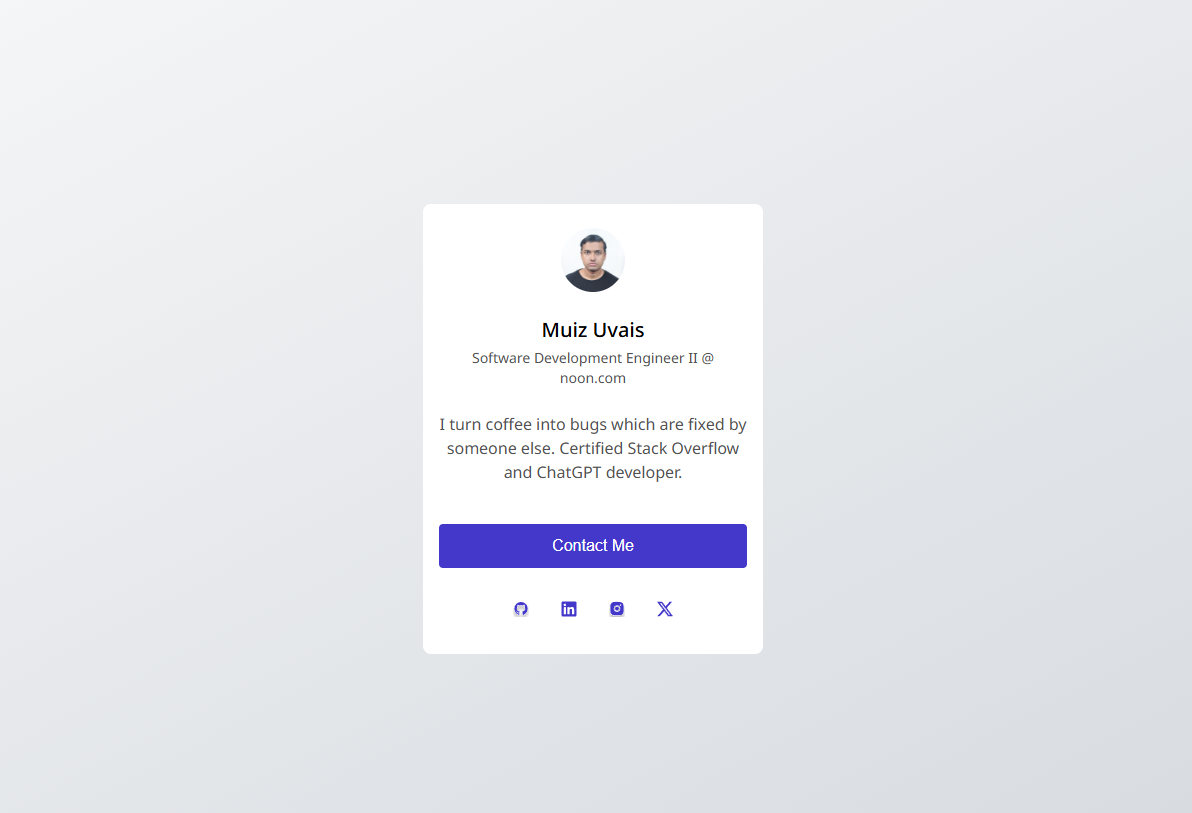 Muiz Uvais
Software Development Engineer II @
noon.com
I turn coffee into bugs which are fixed by
someone else. Certified Stack Overflow
and ChatGPT developer.
Contact Me